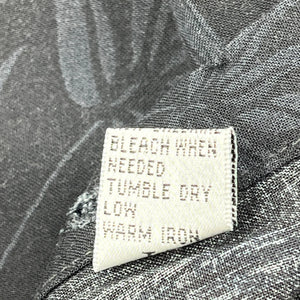 BLEACH WHEN
NEEDED
TUMBLE DRY
LOW
WARM IRON